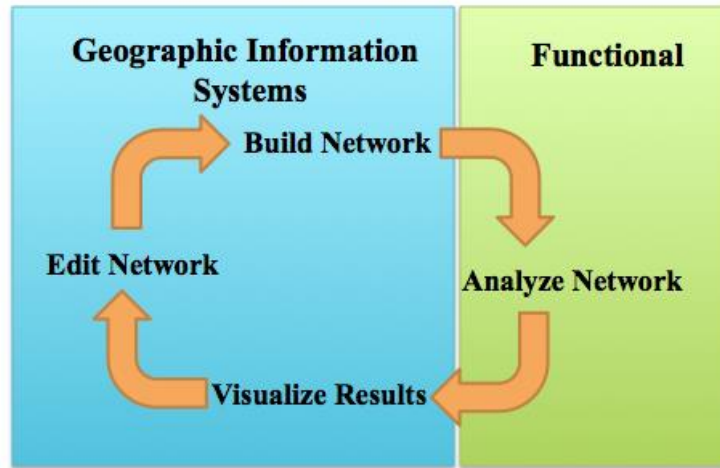 Geographic Information
Systems
Functional
Build Network
Edit Network
Analyze Network
Visualize Results